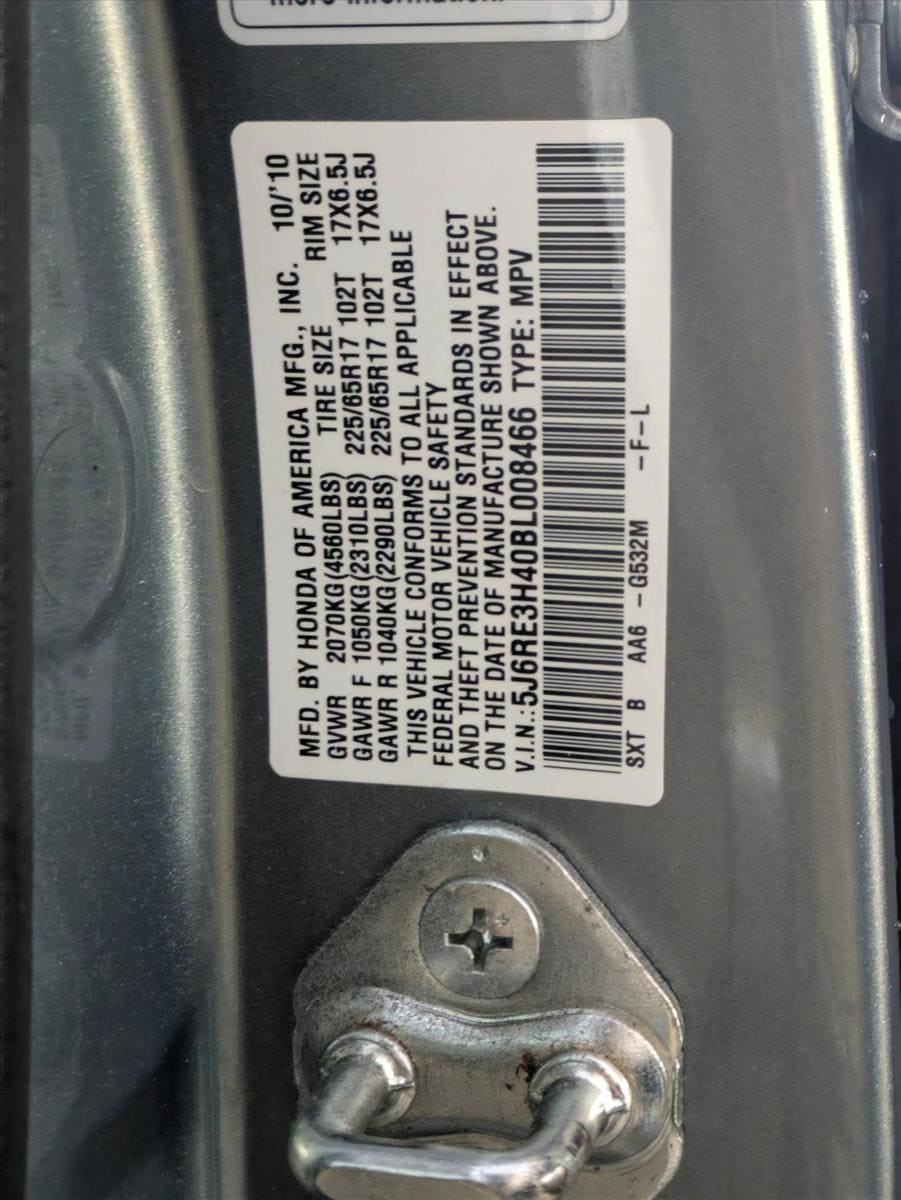 more information.
MFD. BY HONDA OF AMERICA MFG., INC. 10/'10
GVWR 2070KG(4560LBS) TIRE SIZE RIM SIZE
GAWR F 1050KG(2310LBS) 225/65R17 102T 17X6.5J
GAWR R 1040KG(2290LBS) 225/65R17 102T 17X6.5J
THIS VEHICLE CONFORMS TO ALL APPLICABLE
FEDERAL MOTOR VEHICLE SAFETY
AND THEFT PREVENTION STANDARDS IN EFFECT
ON THE DATE OF MANUFACTURE SHOWN ABOVE.
V.I.N.:5J6RE3H40BL008466 TYPE: MPV
SXT B AA6 -G532M -F-L